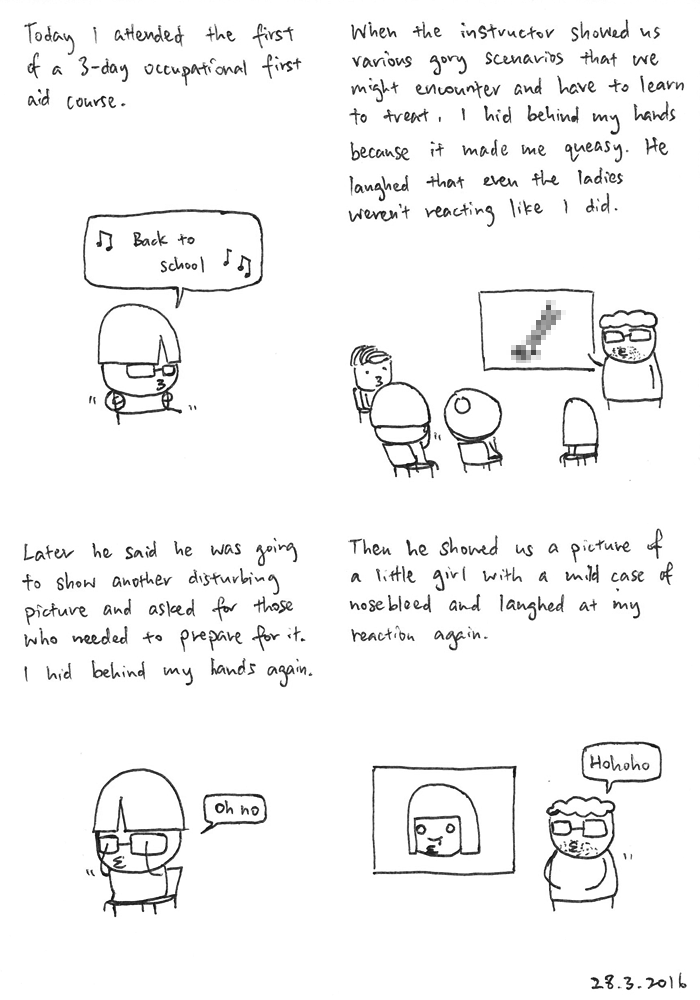 Today I attended the first
of a 3-day occupational first
aid course.
♫ Back to
school ♪ ♫
When the instructor showed us
various gory scenarios that we
might encounter and have to learn
to treat, I hid behind my hands
because it made me queasy. He
laughed that even the ladies
weren't reacting like I did.
Later he said he was going
to show another disturbing
picture and asked for those
who needed to prepare for it.
I hid behind my hands again.
Oh no
Then he showed us a picture of
a little girl with a mild case of
nosebleed and laughed at my
reaction again.
Hohoho
28.3.2016